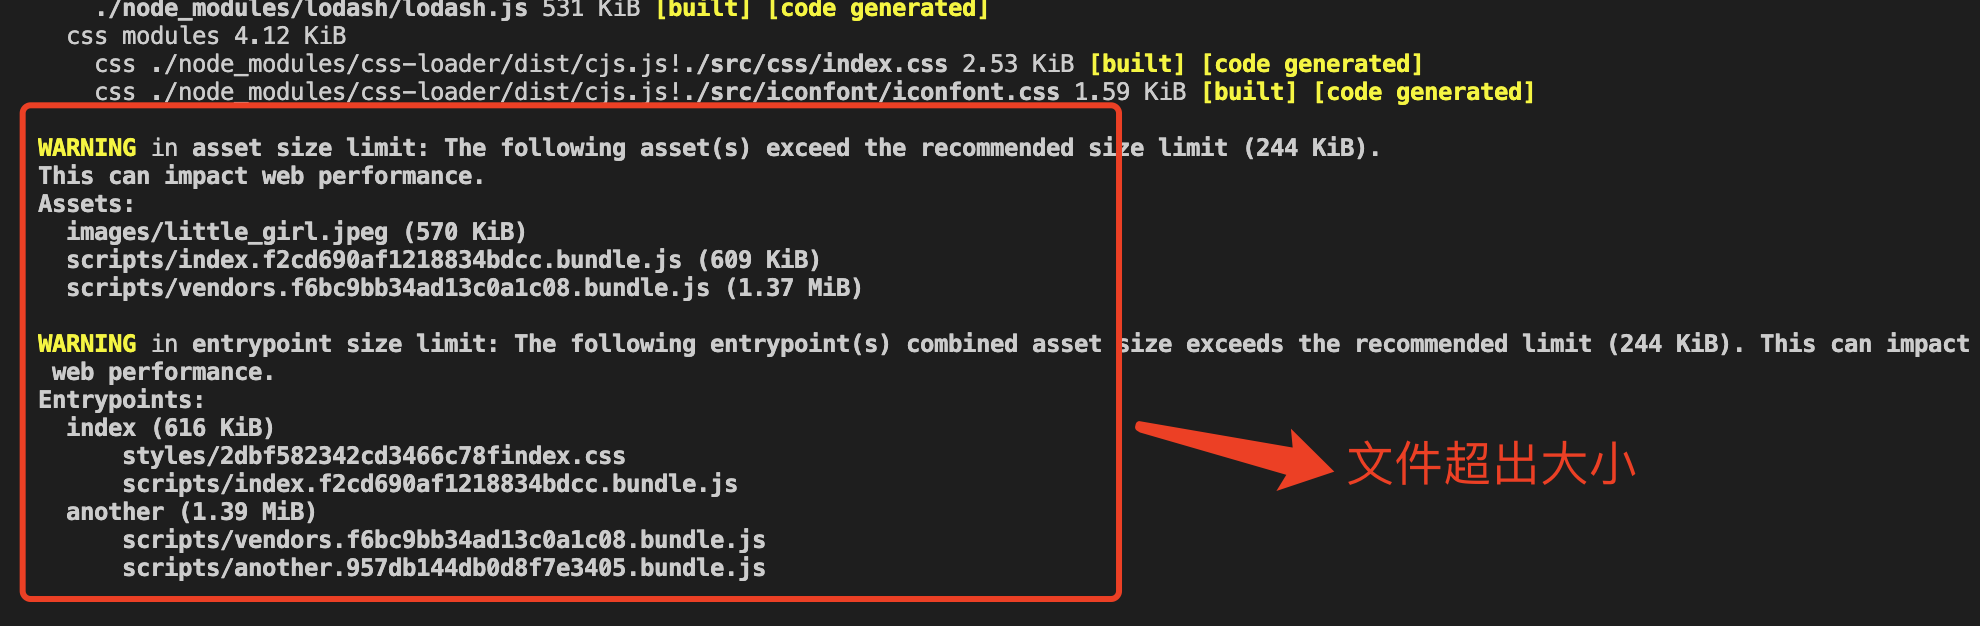 ./node_modules/lodash/lodash.js 531 KiB [built] [code generated]
css modules 4.12 KiB
css ./node_modules/css-loader/dist/cjs.js!./src/css/index.css 2.53 KiB [built] [code generated]
css ./node_modules/css-loader/dist/cjs.js!./src/iconfont/iconfont.css 1.59 KiB [built] [code generated]
WARNING in asset size limit: The following asset(s) exceed the recommended size limit (244 KiB).
This can impact web performance.
Assets:
images/little_girl.jpeg (570 KiB)
scripts/index.f2cd690af1218834bdcc.bundle.js (609 KiB)
scripts/vendors.f6bc9bb34ad13c0a1c08.bundle.js (1.37 MiB)
WARNING in entrypoint size limit: The following entrypoint(s) combined asset size exceeds the recommended limit (244 KiB). This can impact
web performance.
Entrypoints:
index (616 KiB)
styles/2dbf582342cd3466c78findex.css
scripts/index.f2cd690af1218834bdcc.bundle.js
another (1.39 MiB)
scripts/vendors.f6bc9bb34ad13c0a1c08.bundle.js
scripts/another.957db144db0d8f7e3405.bundle.js
文件超出大小